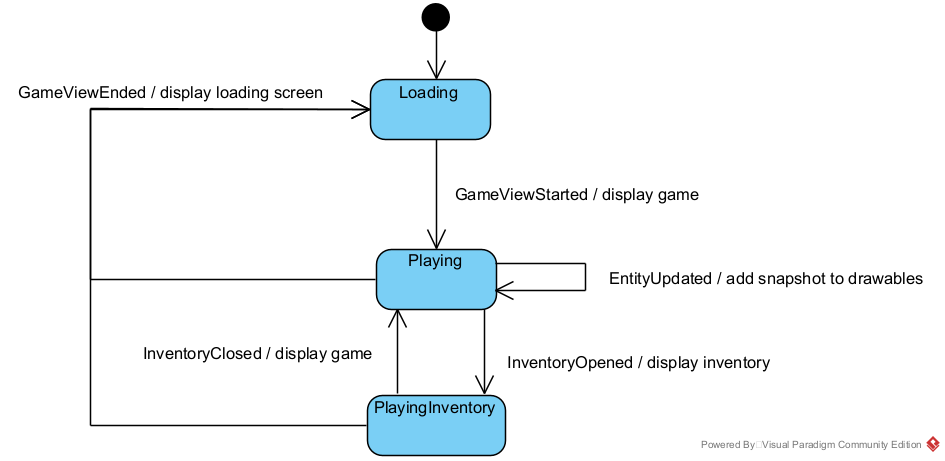 GameViewEnded / display loading screen
Loading
GameViewStarted / display game
Playing
EntityUpdated / add snapshot to drawables
InventoryClosed / display game
InventoryOpened / display inventory
PlayingInventory
Powered By Visual Paradigm Community Edition